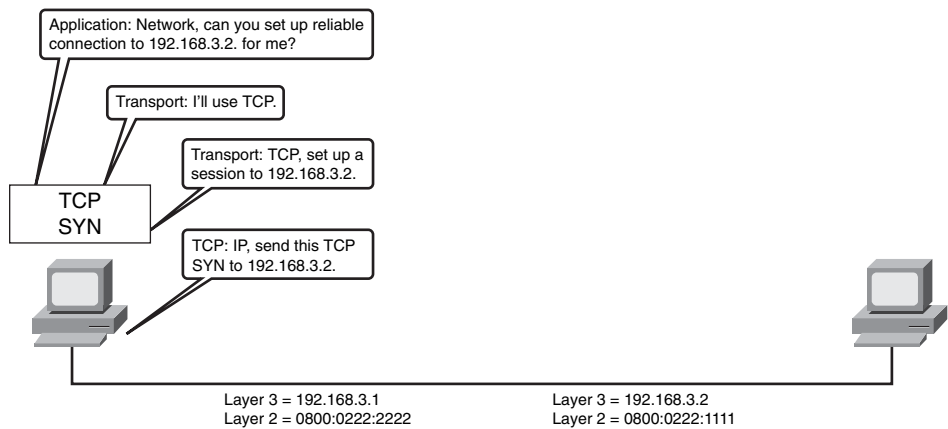 Application: Network, can you set up reliable
connection to 192.168.3.2. for me?
Transport: I'll use TCP.
Transport: TCP, set up a
session to 192.168.3.2.
TCP
SYN
TCP: IP, send this TCP
SYN to 192.168.3.2.
Layer 3 = 192.168.3.1
Layer 2 = 0800:0222:2222
Layer 3 = 192.168.3.2
Layer 2 = 0800:0222:1111